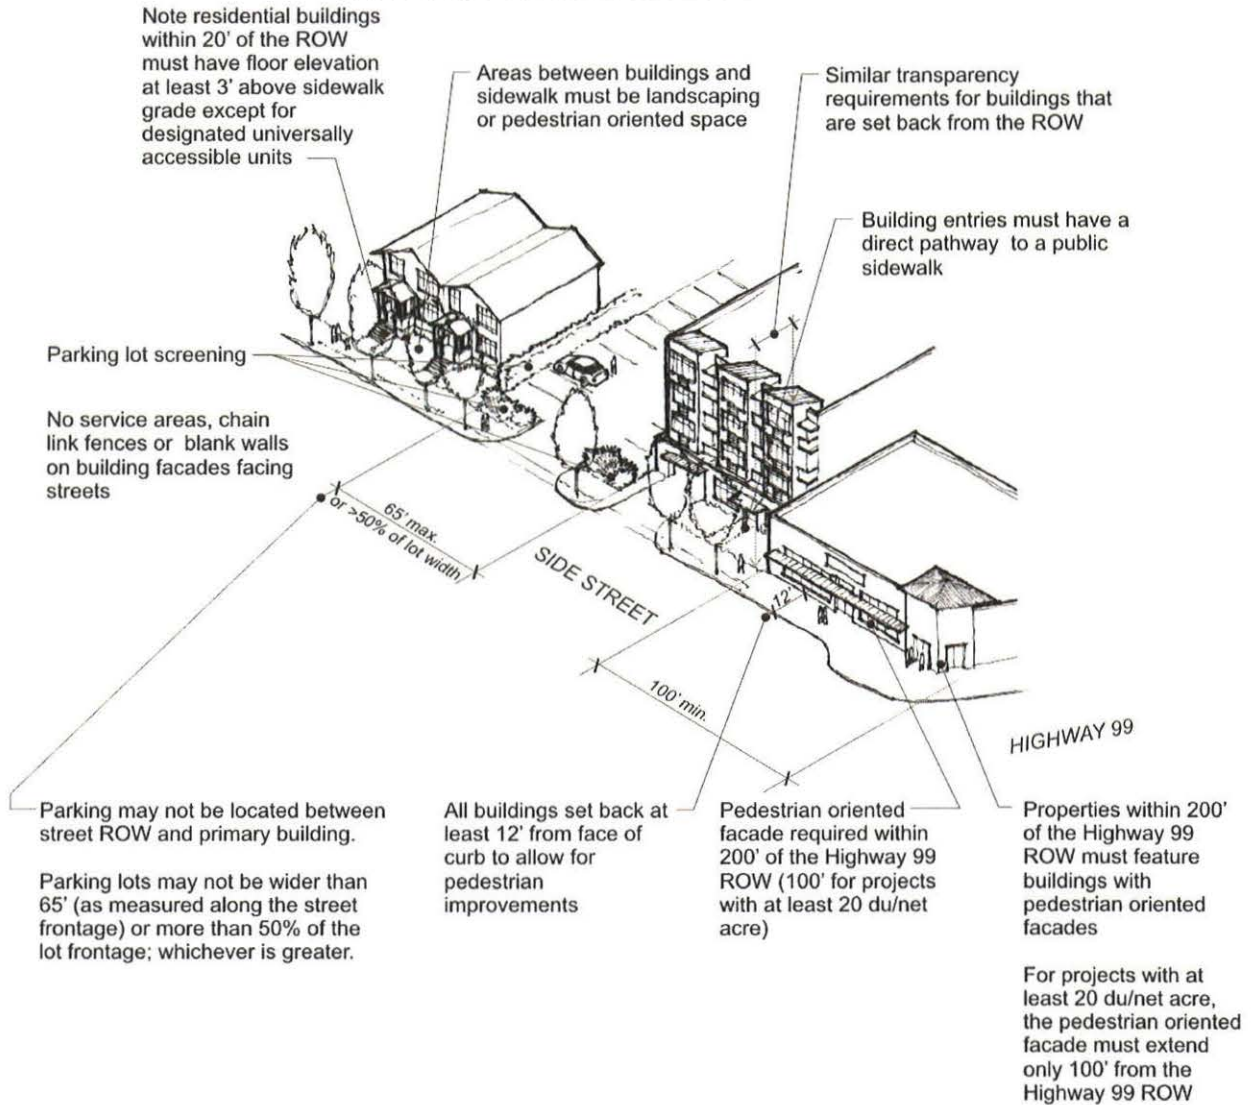 Note residential buildings
within 20' of the ROW
must have floor elevation
at least 3' above sidewalk
grade except for
designated universally
accessible units
Areas between buildings and
sidewalk must be landscaping
or pedestrian oriented space
Similar transparency
requirements for buildings that
are set back from the ROW
Building entries must have a
direct pathway to a public
sidewalk
Parking lot screening
No service areas, chain
link fences or blank walls
on building facades facing
streets
65' max.
or >50% of lot width
SIDE STREET
12'
100' min.
HIGHWAY 99
Parking may not be located between
street ROW and primary building.
Parking lots may not be wider than
65' (as measured along the street
frontage) or more than 50% of the
lot frontage; whichever is greater.
All buildings set back at
least 12' from face of
curb to allow for
pedestrian
improvements
Pedestrian oriented
facade required within
200' of the Highway 99
ROW (100' for projects
with at least 20 du/net
acre)
Properties within 200'
of the Highway 99
ROW must feature
buildings with
pedestrian oriented
facades
For projects with at
least 20 du/net acre,
the pedestrian oriented
facade must extend
only 100' from the
Highway 99 ROW